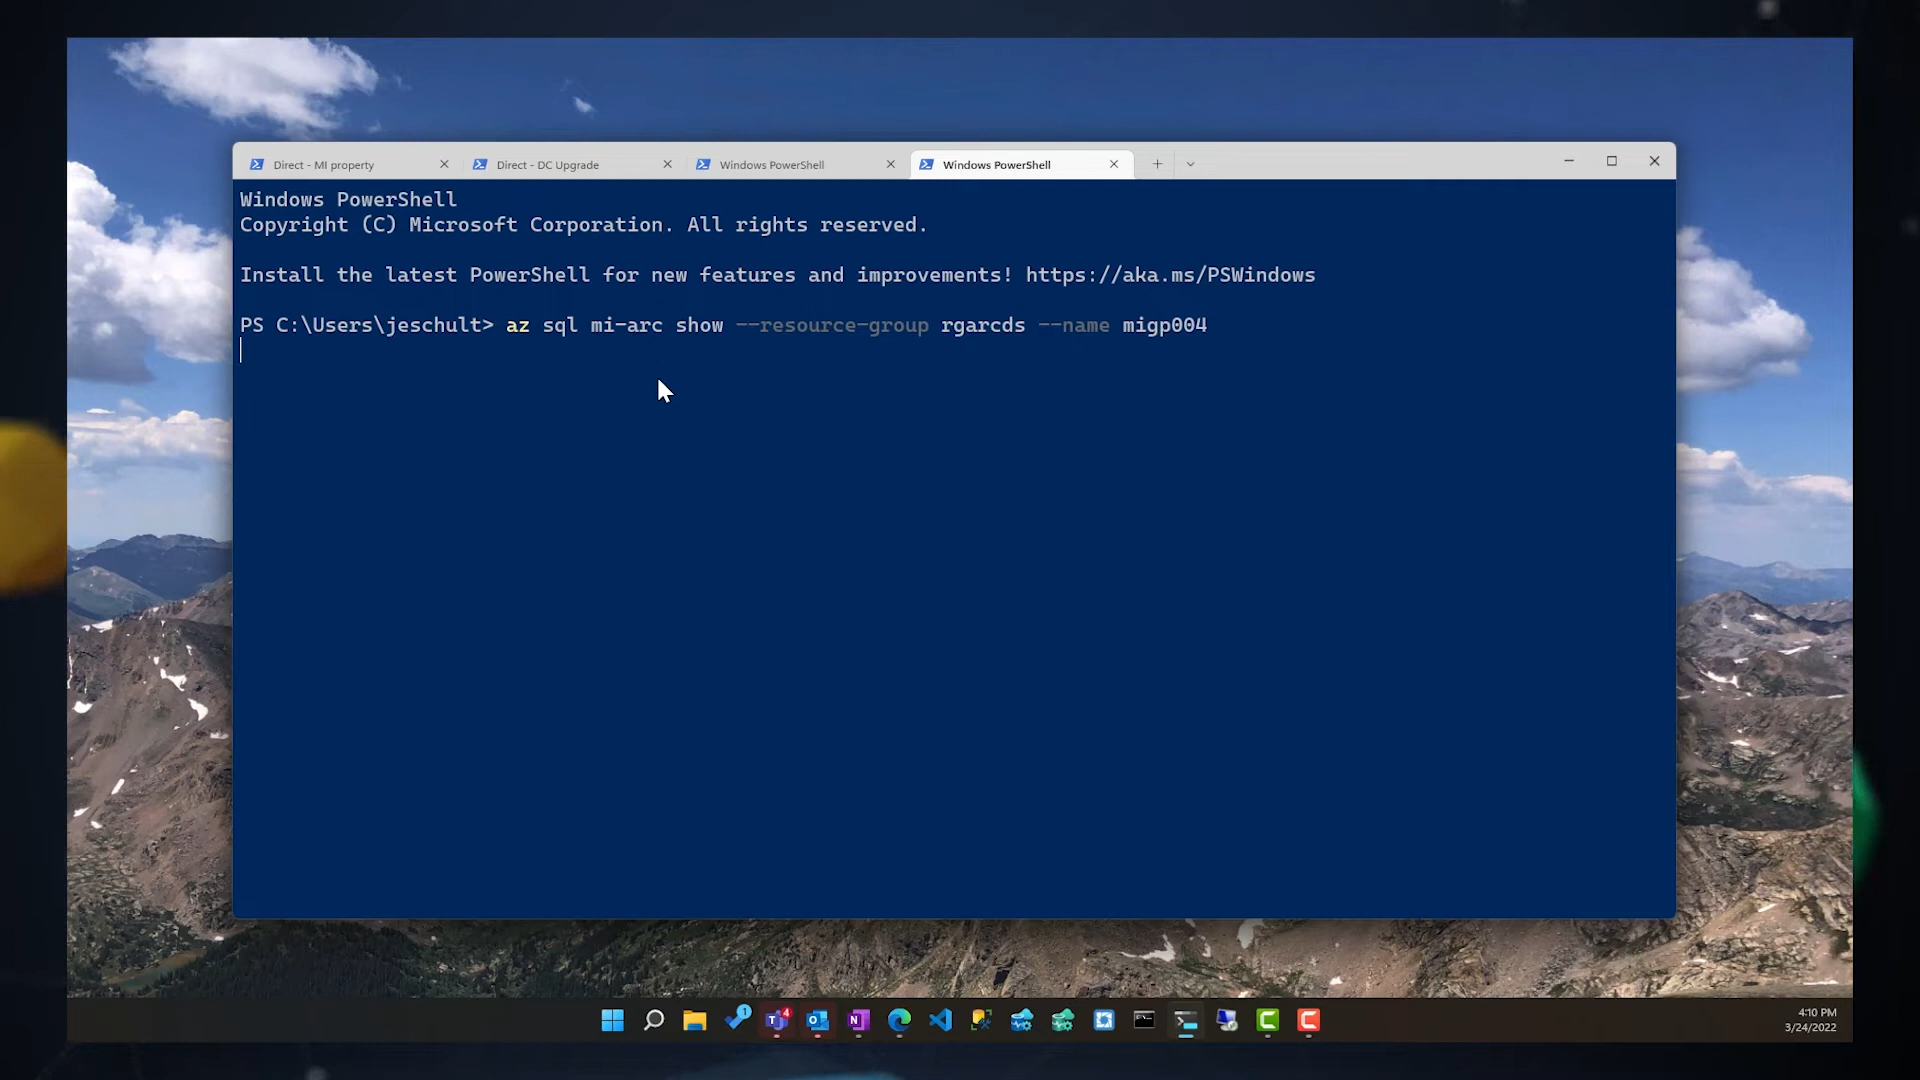 Direct - MI property
Direct - DC Upgrade
Windows PowerShell
Windows PowerShell
Windows PowerShell
Copyright (C) Microsoft Corporation. All rights reserved.
Install the latest PowerShell for new features and improvements! https://aka.ms/PSWindows
PS C:\Users\jeschult> az sql mi-arc show --resource-group rgarcds --name migp004
1
4
4:10 PM
3/24/2022